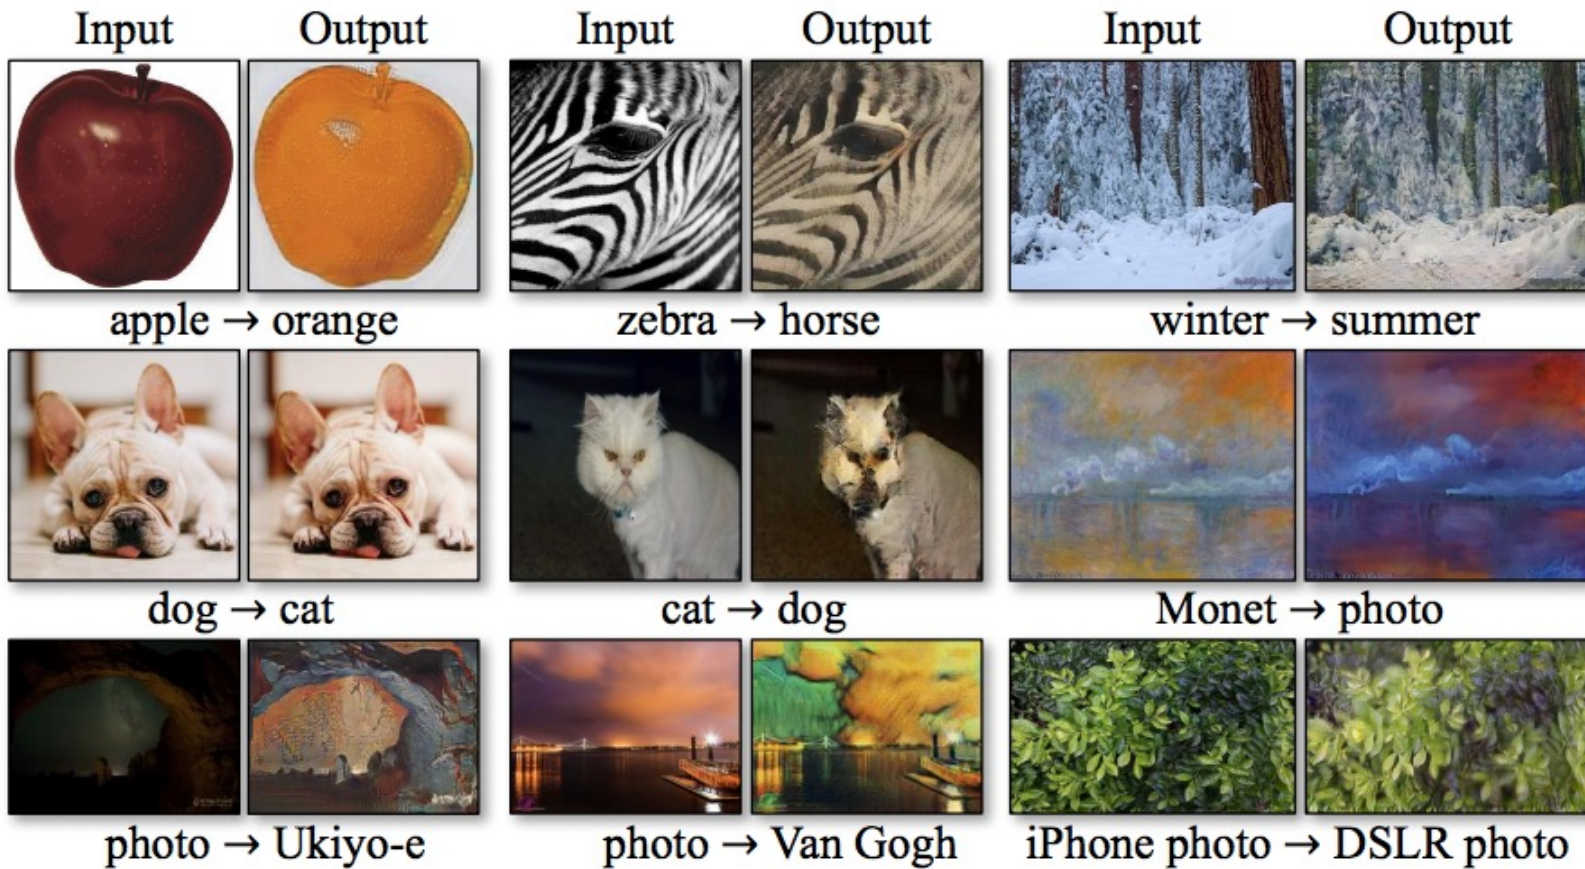 Input Output Input Output Input Output
apple → orange zebra → horse winter → summer
dog → cat cat → dog Monet → photo
photo → Ukiyo-e photo → Van Gogh iPhone photo → DSLR photo